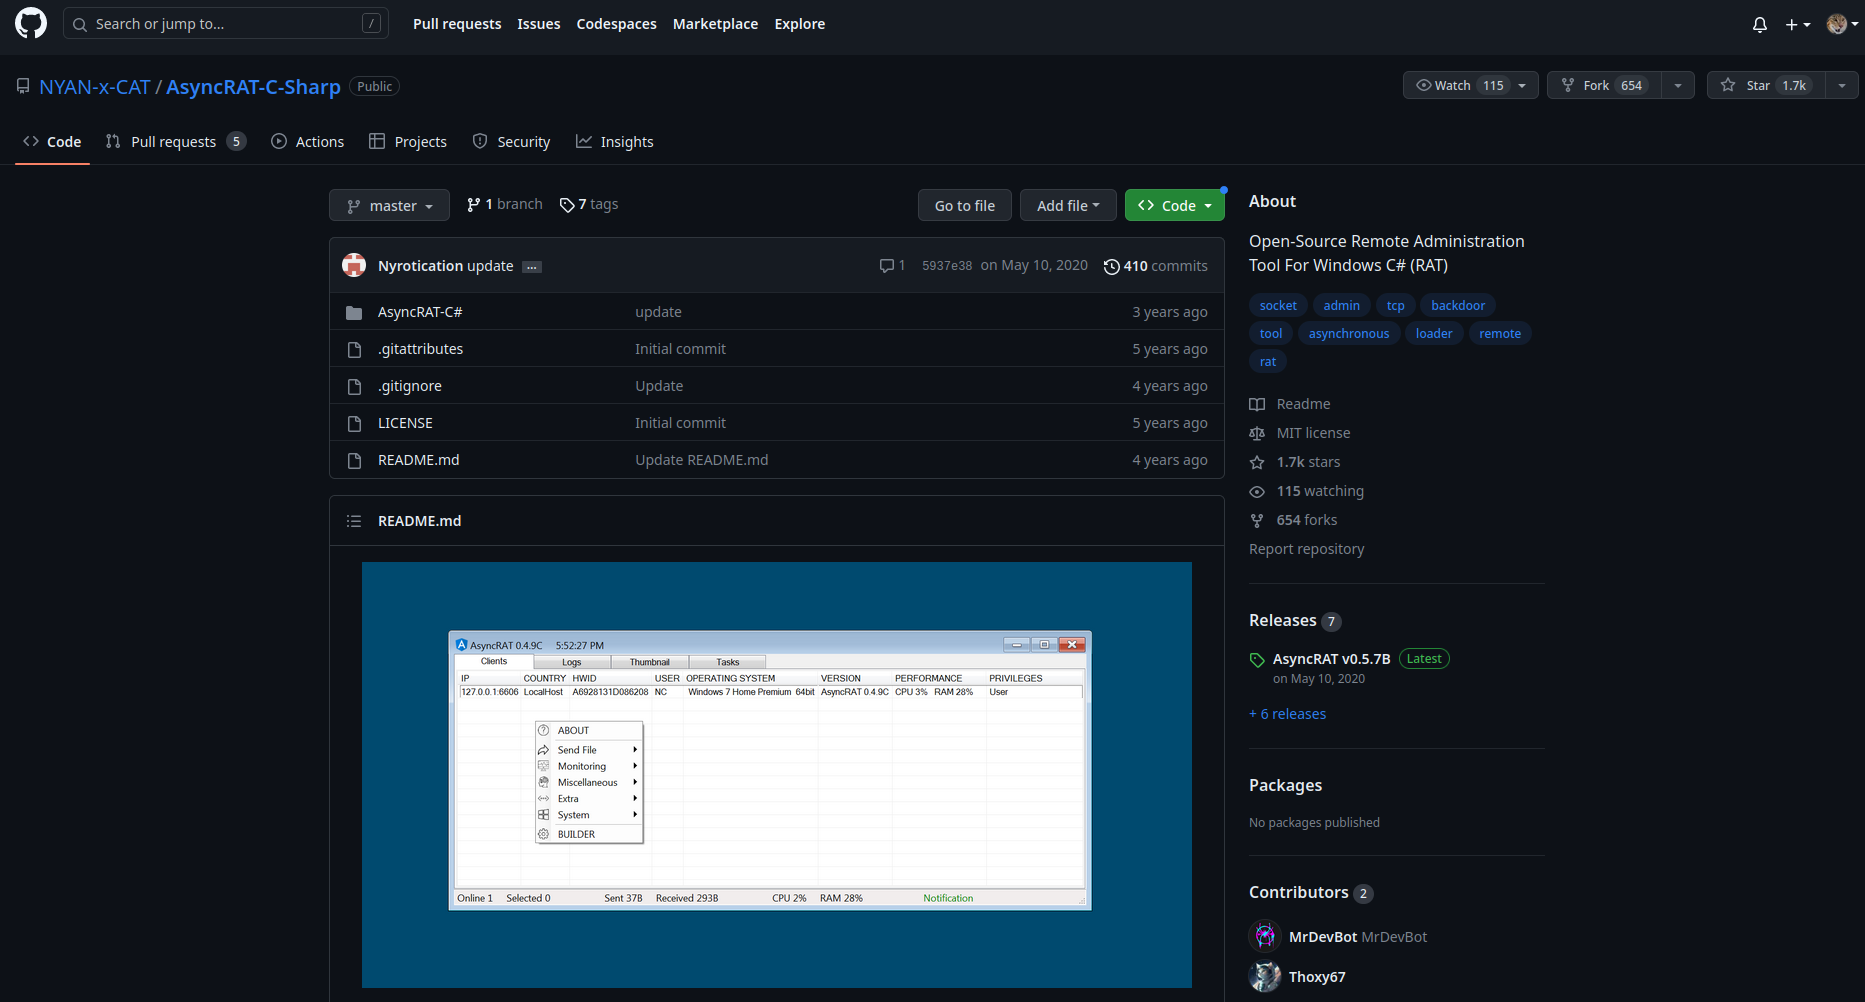 Search or jump to... /
Pull requests Issues Codespaces Marketplace Explore
NYAN-x-CAT / AsyncRAT-C-Sharp Public
Watch 115 Fork 654 Star 1.7k
Code Pull requests 5 Actions Projects Security Insights
master 1 branch 7 tags Go to file Add file Code
Nyrotication update ... 1 5937e38 on May 10, 2020 410 commits
AsyncRAT-C# update 3 years ago
.gitattributes Initial commit 5 years ago
.gitignore Update 4 years ago
LICENSE Initial commit 5 years ago
README.md Update README.md 4 years ago
README.md
AsyncRAT 0.4.9C 5:52:27 PM
Clients Logs Thumbnail Tasks
IP COUNTRY HWID USER OPERATING SYSTEM VERSION PERFORMANCE PRIVILEGES
127.0.0.1:6606 LocalHost A6928131D086208 NC Windows 7 Home Premium 64bit AsyncRAT 0.4.9C CPU 3% RAM 28% User
ABOUT
Send File
Monitoring
Miscellaneous
Extra
System
BUILDER
Online 1 Selected 0 Sent 37B Received 293B CPU 2% RAM 28% Notification
About
Open-Source Remote Administration
Tool For Windows C# (RAT)
socket admin tcp backdoor
tool asynchronous loader remote
rat
Readme
MIT license
1.7k stars
115 watching
654 forks
Report repository
Releases 7
AsyncRAT v0.5.7B Latest
on May 10, 2020
+ 6 releases
Packages
No packages published
Contributors 2
MrDevBot MrDevBot
Thoxy67